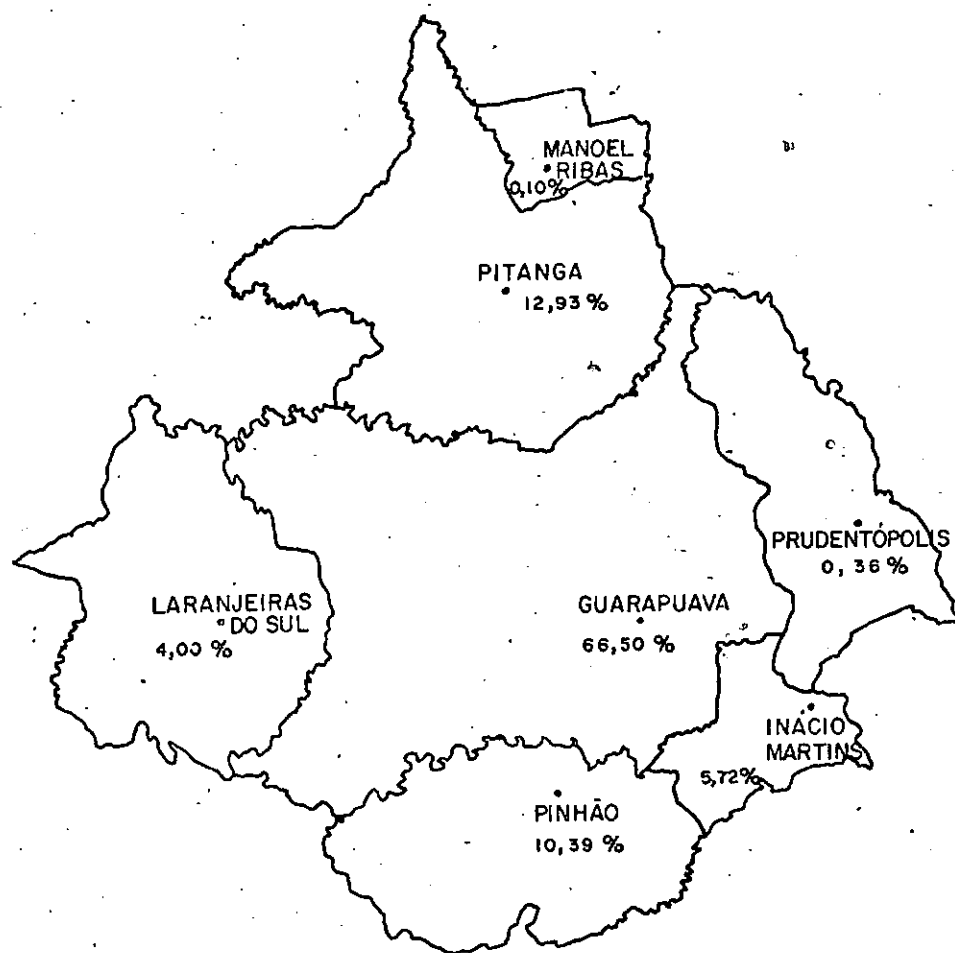 MANOEL
RIBAS
0,10%
PITANGA
12,93 %
PRUDENTÓPOLIS
0, 36 %
LARANJEIRAS
DO SUL
4,00 %
GUARAPUAVA
66,50 %
INÁCIO
MARTINS
5,72%
PINHÃO
10,39 %